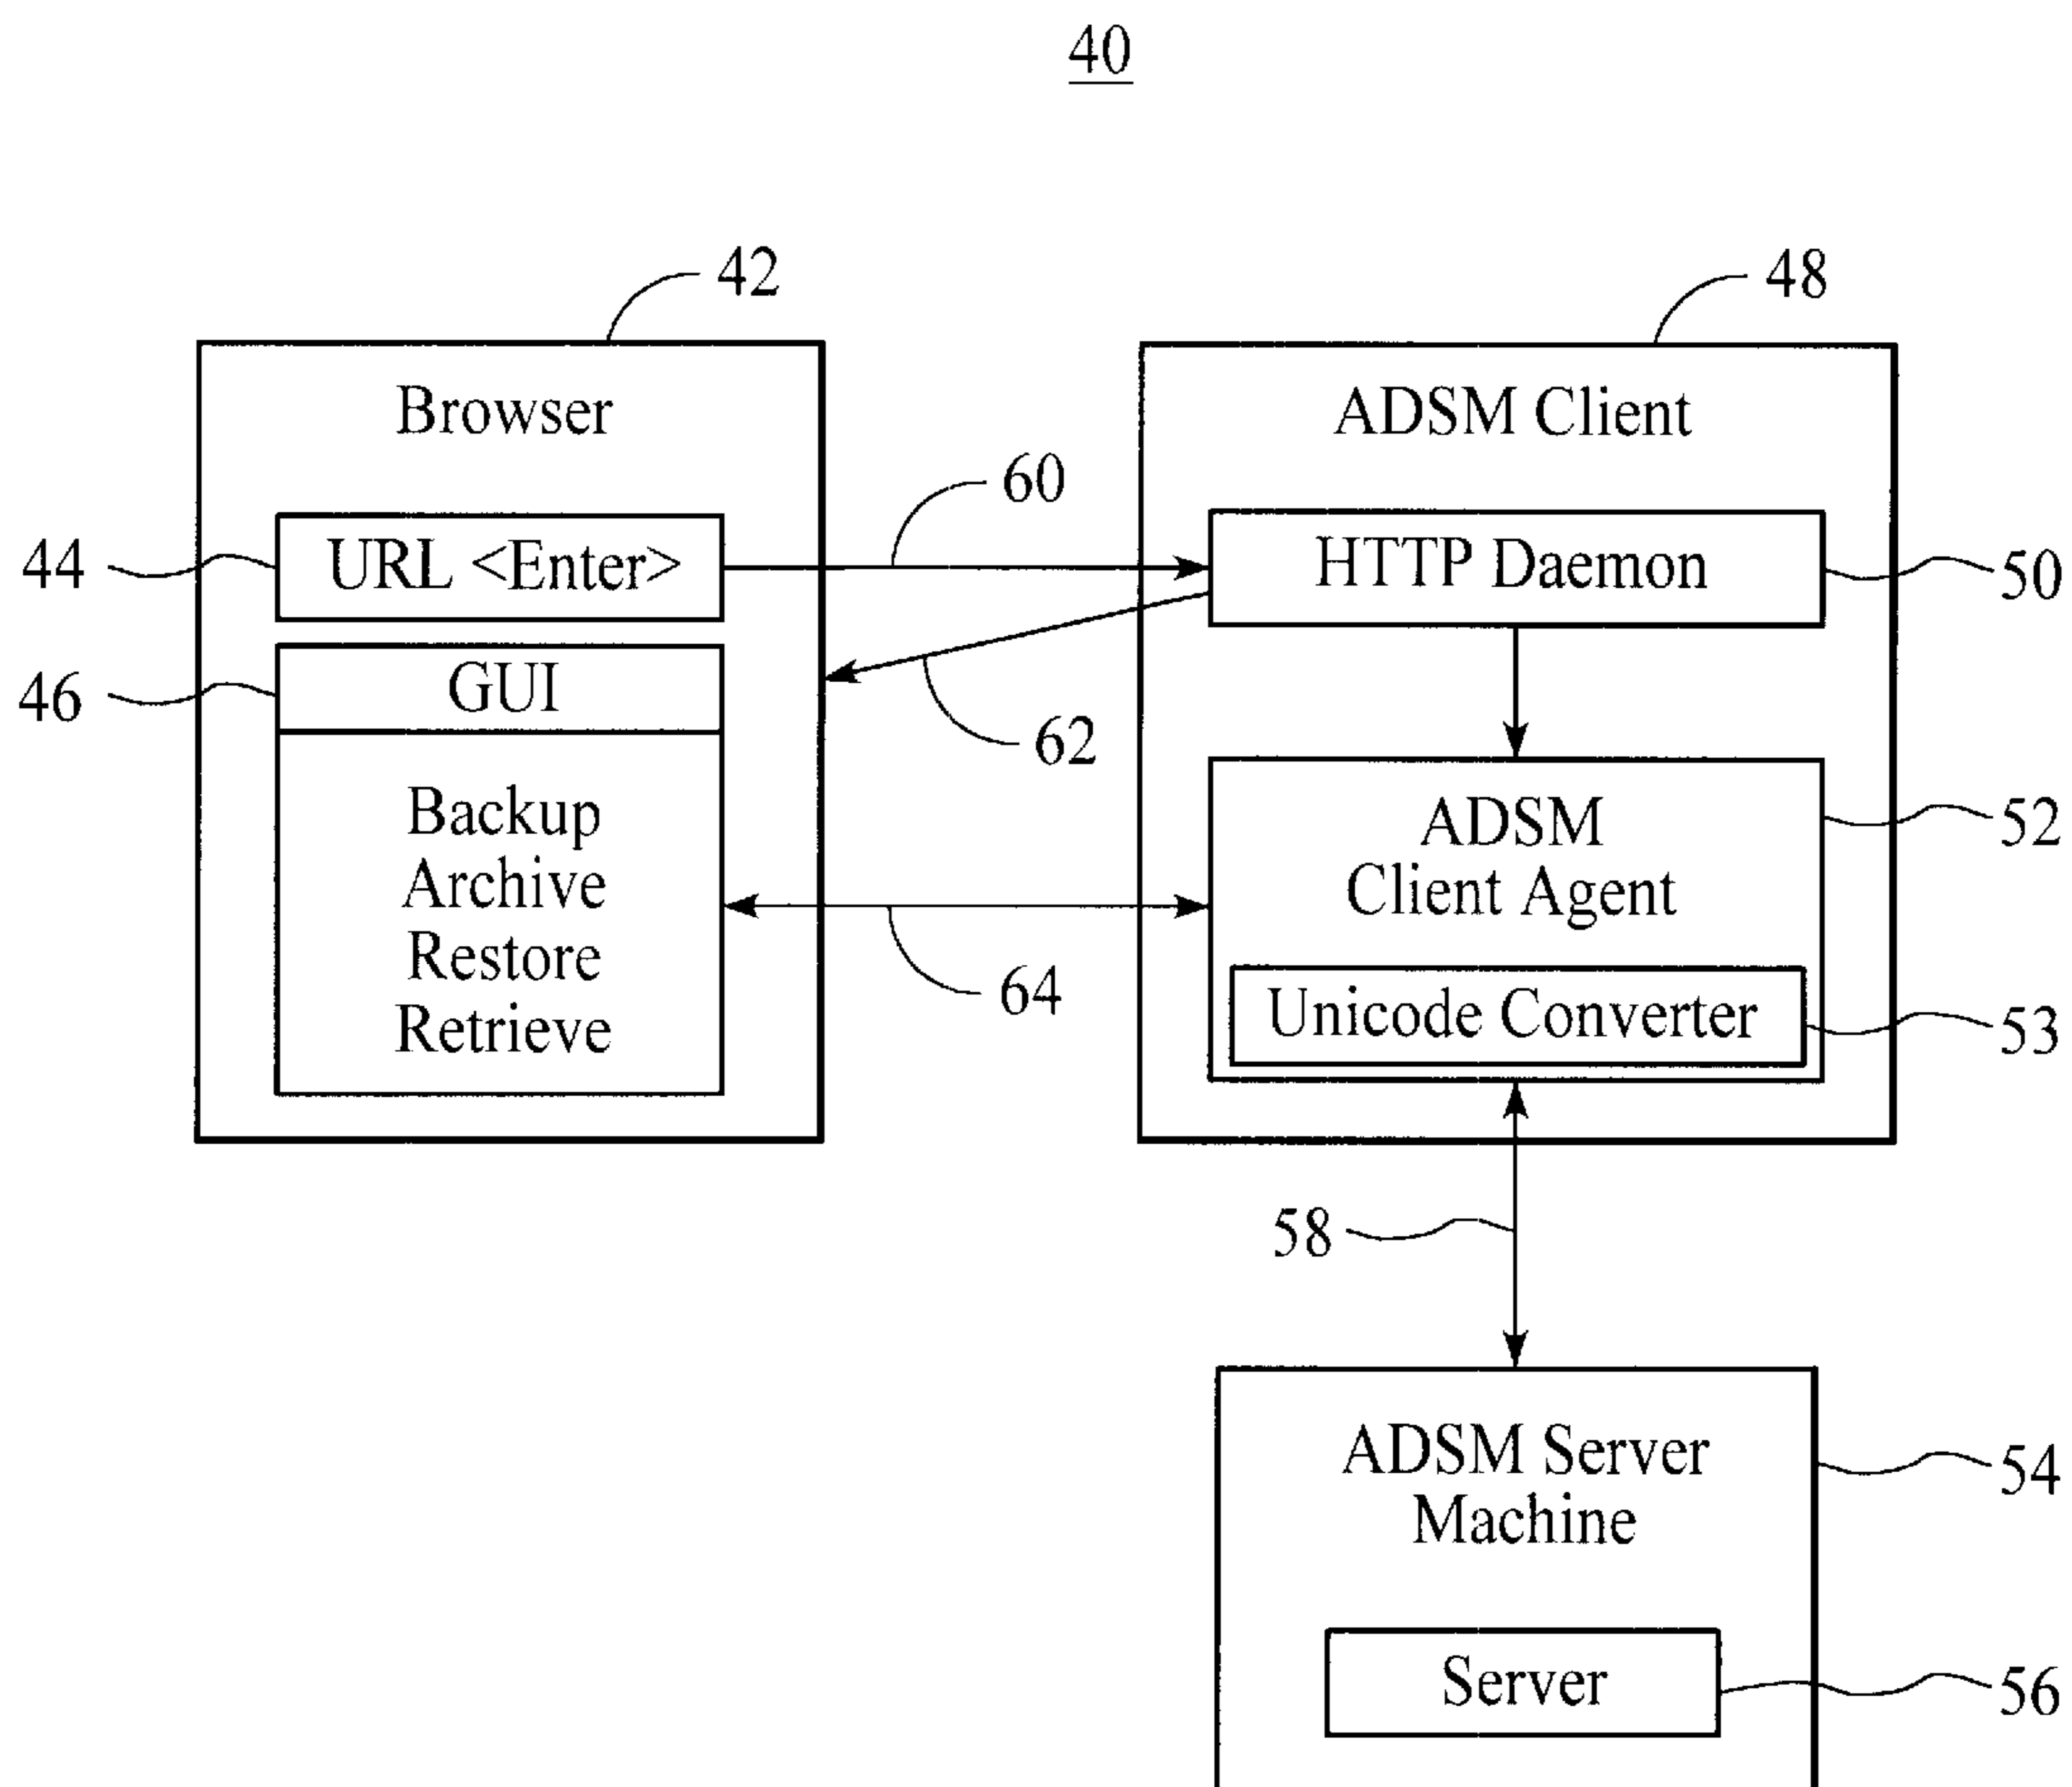 40
42
48
Browser
ADSM Client
60
44
URL <Enter>
HTTP Daemon
50
46
GUI
62
Backup
Archive
Restore
Retrieve
ADSM
Client Agent
52
64
Unicode Converter
53
58
ADSM Server
Machine
54
Server
56